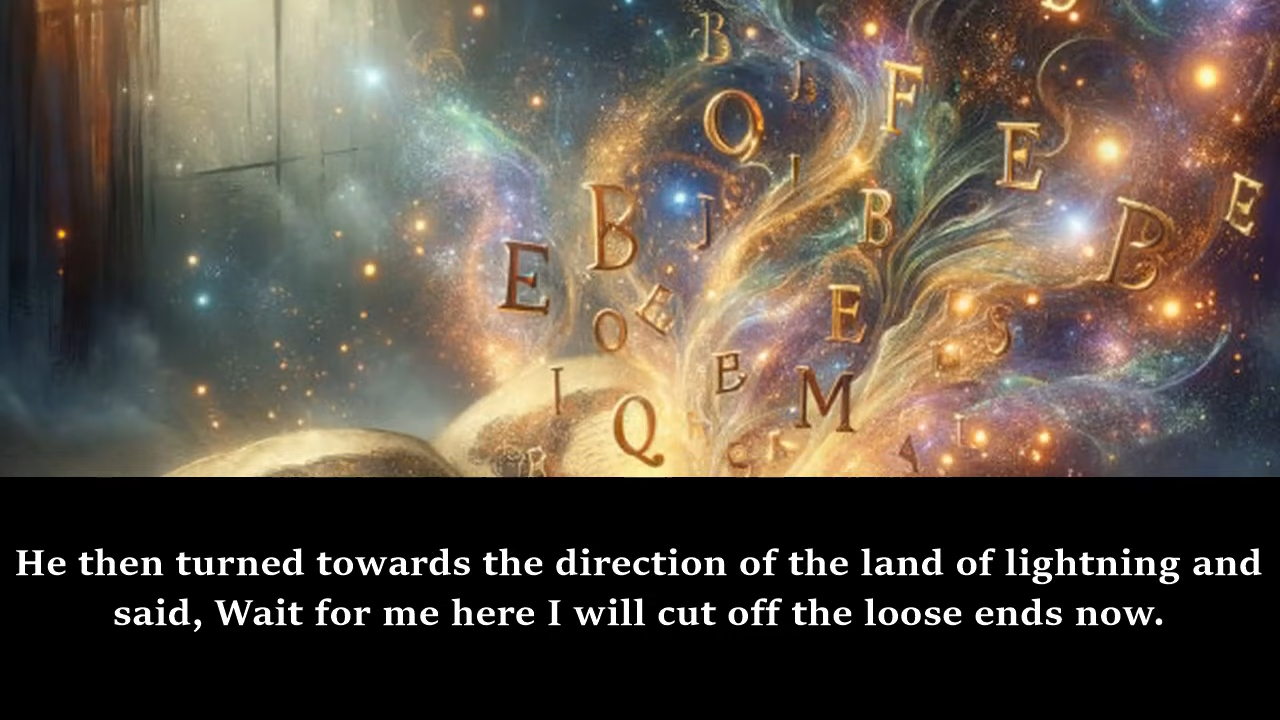 B
J
F
Q
E
I
B
J
B
E
E
B
E
E
O
S
E
I
M
Q
R
He then turned towards the direction of the land of lightning and
said, Wait for me here I will cut off the loose ends now.